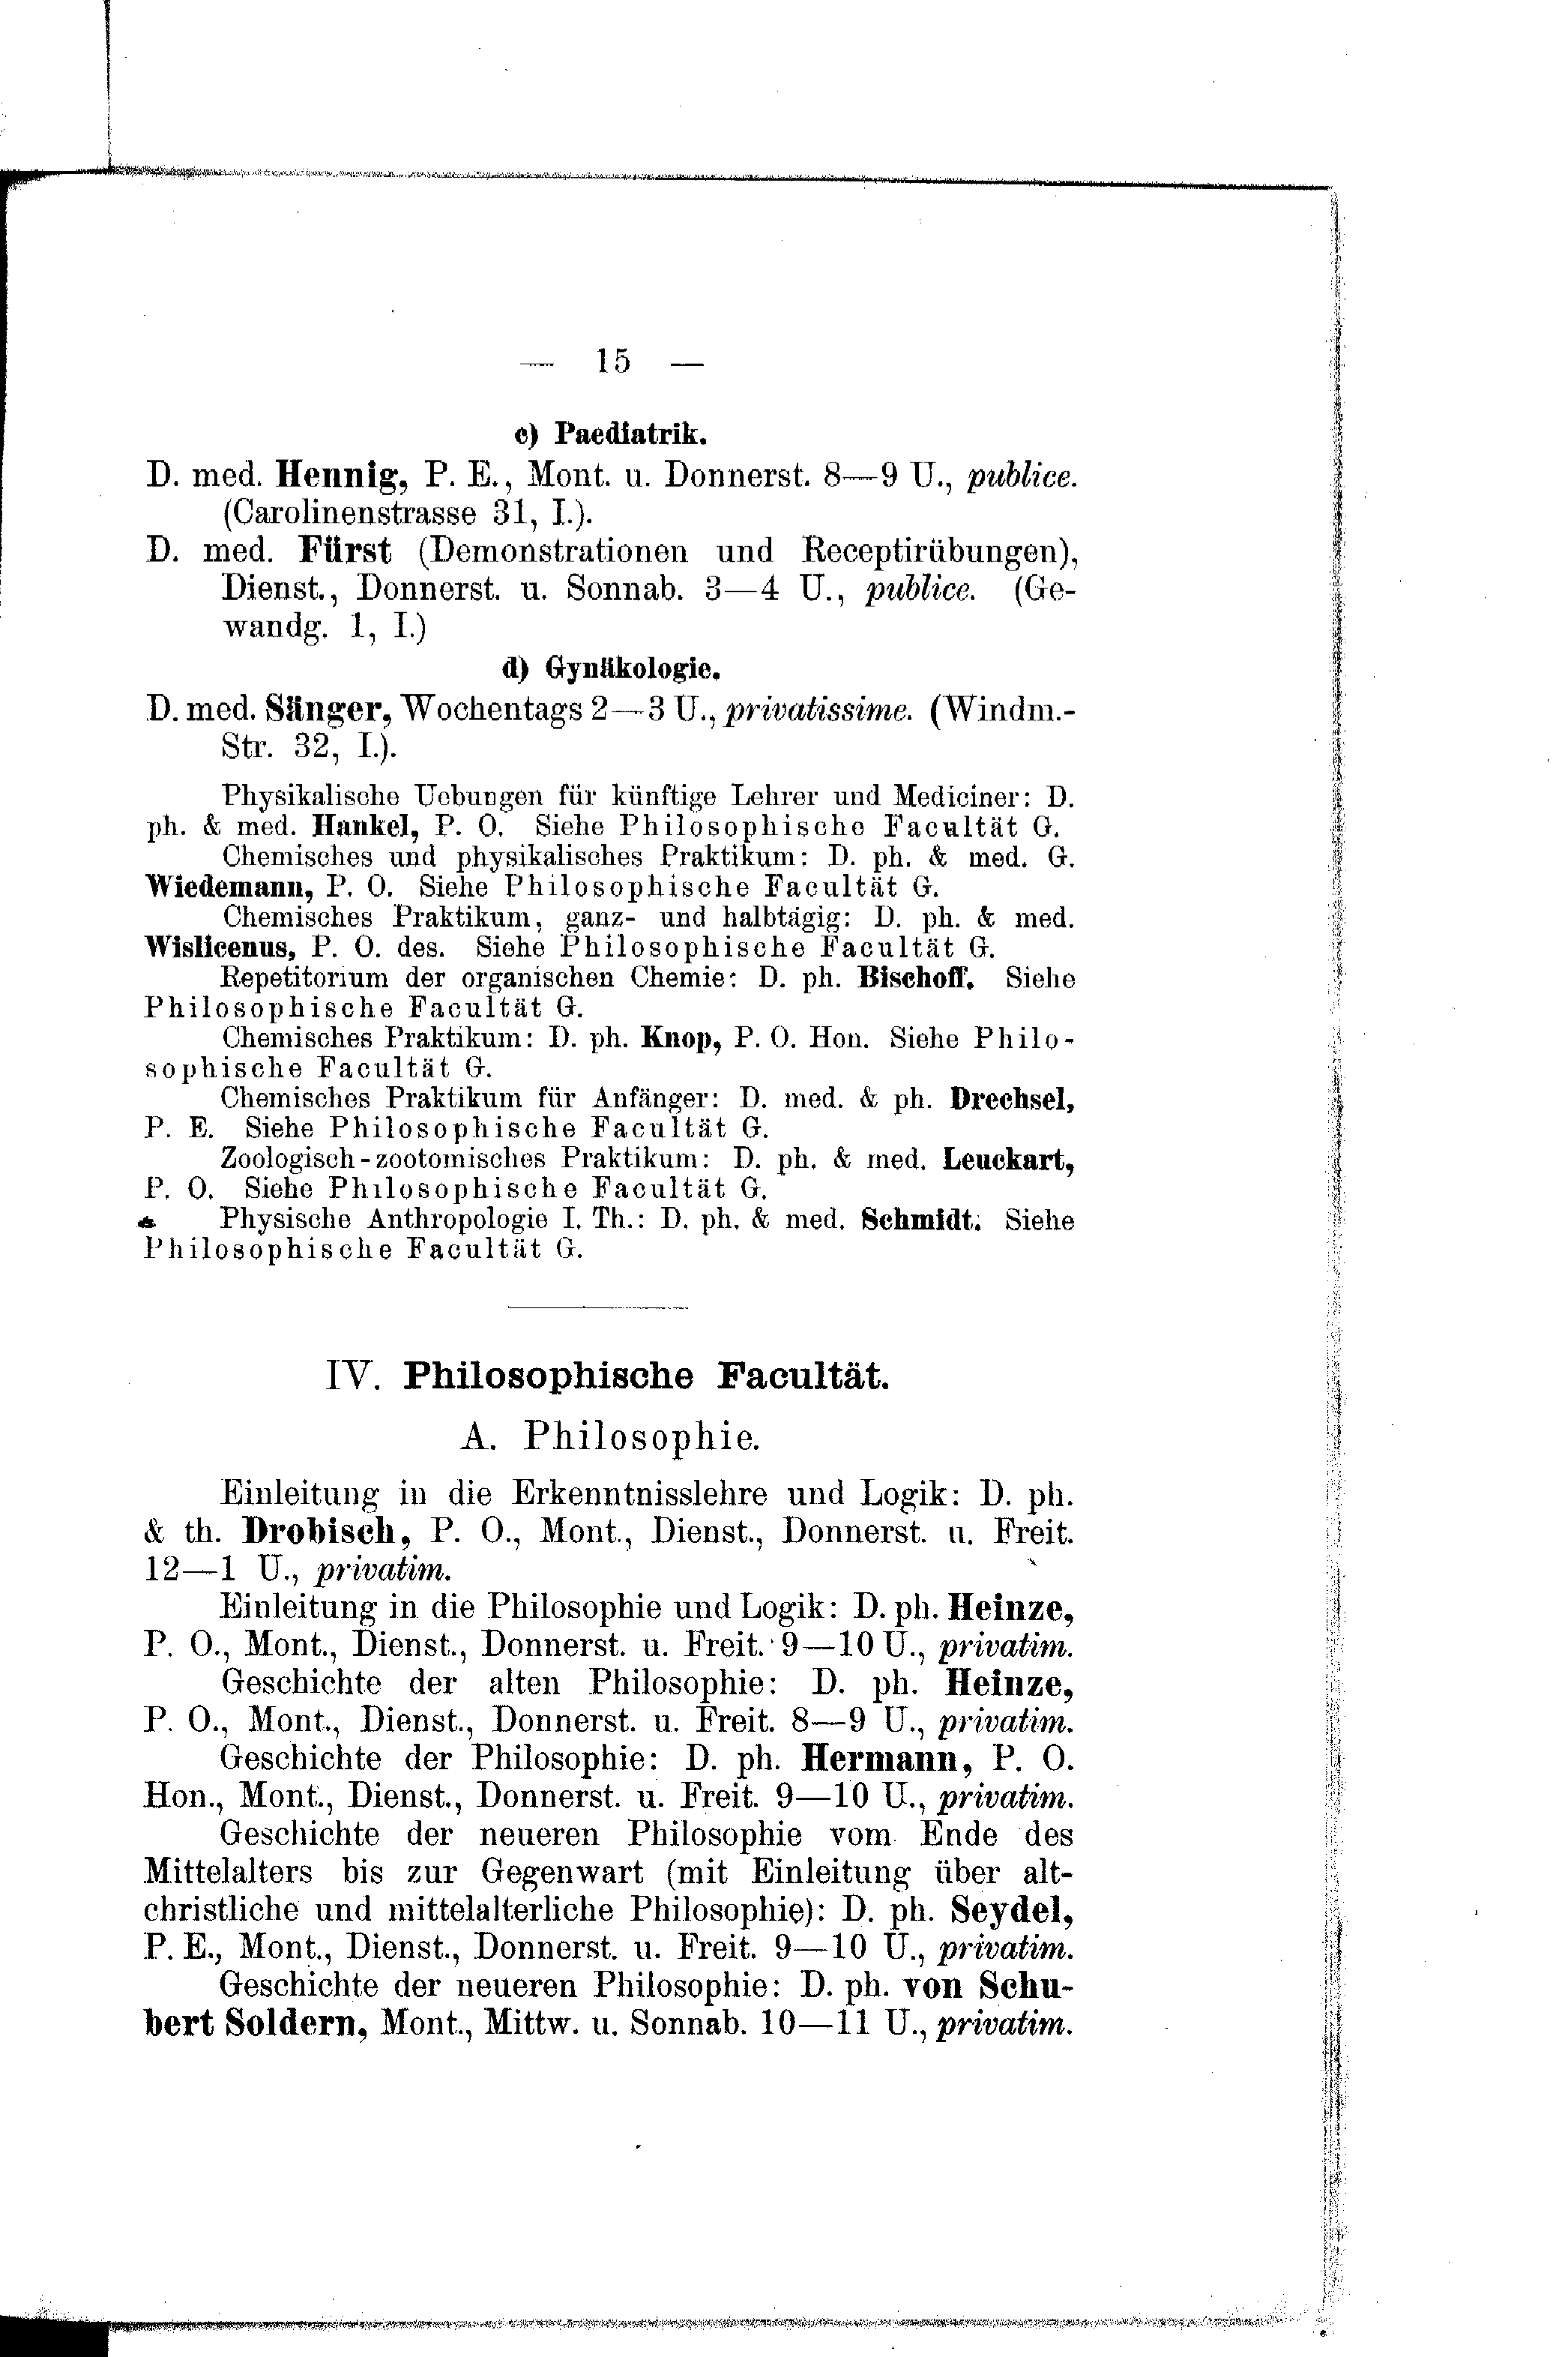 — 15 —
c) Paediatrik.
D. med. Hennig, P. E., Mont. u. Donnerst. 8—9 U., publice.
(Carolinenstrasse 31, I.).
D. med. Fürst (Demonstrationen und Receptirübungen),
Dienst., Donnerst. u. Sonnab. 3—4 U., publice. (Ge-
wandg. 1, I.)
d) Gynäkologie.
D. med. Sänger, Wochentags 2—3 U., privatissime. (Windm.-
Str. 32, I.).
Physikalische Uebungen für künftige Lehrer und Mediciner: D.
ph. & med. Hankel, P. O. Siehe Philosophische Facultät G.
Chemisches und physikalisches Praktikum: D. ph. & med. G.
Wiedemann, P. O. Siehe Philosophische Facultät G.
Chemisches Praktikum, ganz- und halbtägig: D. ph. & med.
Wislicenus, P. O. des. Siehe Philosophische Facultät G.
Repetitorium der organischen Chemie: D. ph. Bischoff. Siehe
Philosophische Facultät G.
Chemisches Praktikum: D. ph. Knop, P. O. Hon. Siehe Philo-
sophische Facultät G.
Chemisches Praktikum für Anfänger: D. med. & ph. Drechsel,
P. E. Siehe Philosophische Facultät G.
Zoologisch-zootomisches Praktikum: D. ph. & med. Leuckart,
P. O. Siehe Philosophische Facultät G.
Physische Anthropologie I. Th.: D. ph. & med. Schmidt. Siehe
Philosophische Facultät G.
IV. Philosophische Facultät.
A. Philosophie.
Einleitung in die Erkenntnisslehre und Logik: D. ph.
& th. Drobisch, P. O., Mont., Dienst., Donnerst. u. Freit.
12—1 U., privatim.
Einleitung in die Philosophie und Logik: D. ph. Heinze,
P. O., Mont., Dienst., Donnerst. u. Freit. 9—10 U., privatim.
Geschichte der alten Philosophie: D. ph. Heinze,
P. O., Mont., Dienst., Donnerst. u. Freit. 8—9 U., privatim.
Geschichte der Philosophie: D. ph. Hermann, P. O.
Hon., Mont., Dienst., Donnerst. u. Freit. 9—10 U., privatim.
Geschichte der neueren Philosophie vom Ende des
Mittelalters bis zur Gegenwart (mit Einleitung über alt-
christliche und mittelalterliche Philosophie): D. ph. Seydel,
P. E., Mont., Dienst., Donnerst. u. Freit. 9—10 U., privatim.
Geschichte der neueren Philosophie: D. ph. von Schu-
bert Soldern, Mont., Mittw. u. Sonnab. 10—11 U., privatim.